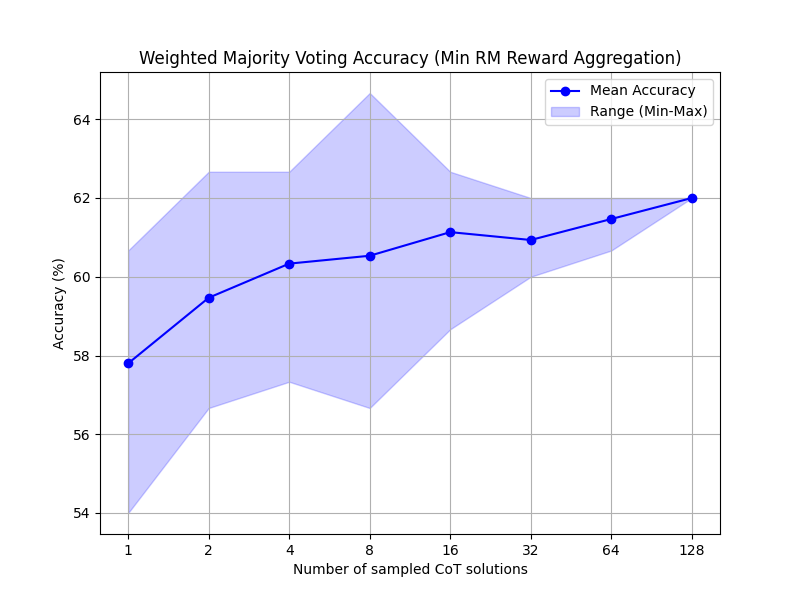 Weighted Majority Voting Accuracy (Min RM Reward Aggregation)
Mean Accuracy
Range (Min-Max)
Accuracy (%)
64
62
60
58
56
54
1 2 4 8 16 32 64 128
Number of sampled CoT solutions